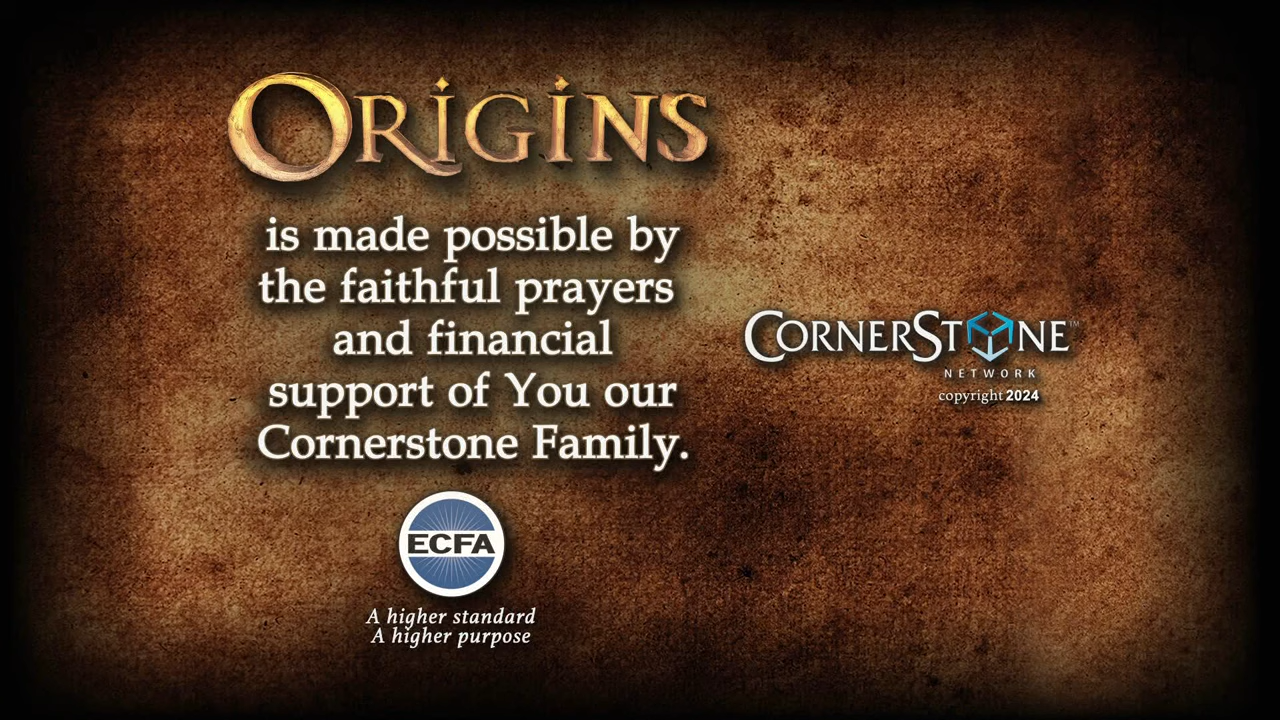 ORIGINS
is made possible by
the faithful prayers
and financial
support of You our
Cornerstone Family.
ECFA
A higher standard
A higher purpose
CORNERSTONE™
NETWORK
copyright 2024